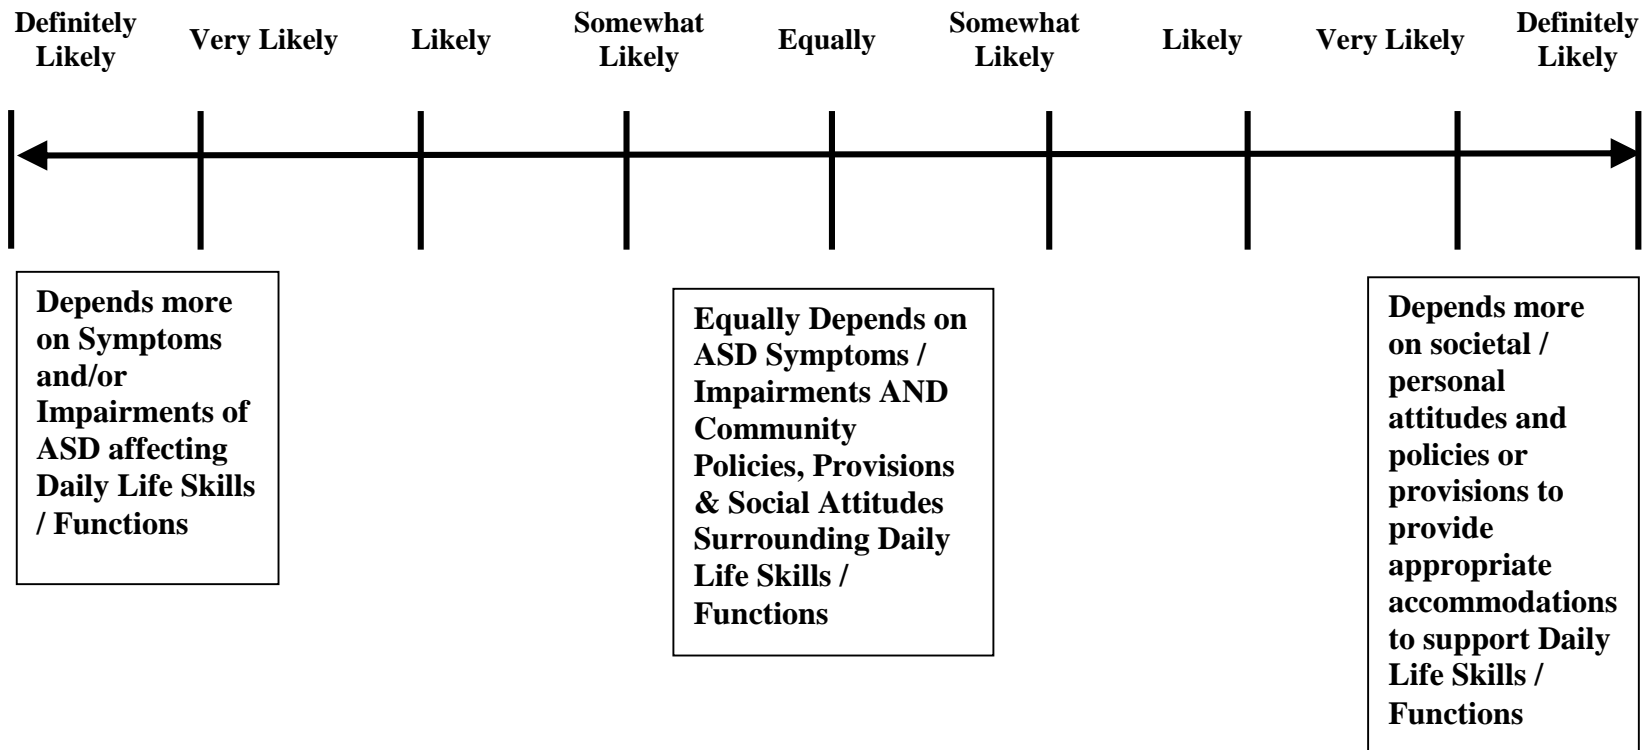 Definitely
Likely
Very Likely
Likely
Somewhat
Likely
Equally
Somewhat
Likely
Likely
Very Likely
Definitely
Likely
Depends more
on Symptoms
and/or
Impairments of
ASD affecting
Daily Life Skills
/ Functions
Equally Depends on
ASD Symptoms /
Impairments AND
Community
Policies, Provisions
& Social Attitudes
Surrounding Daily
Life Skills /
Functions
Depends more
on societal /
personal
attitudes and
policies or
provisions to
provide
appropriate
accommodations
to support Daily
Life Skills /
Functions